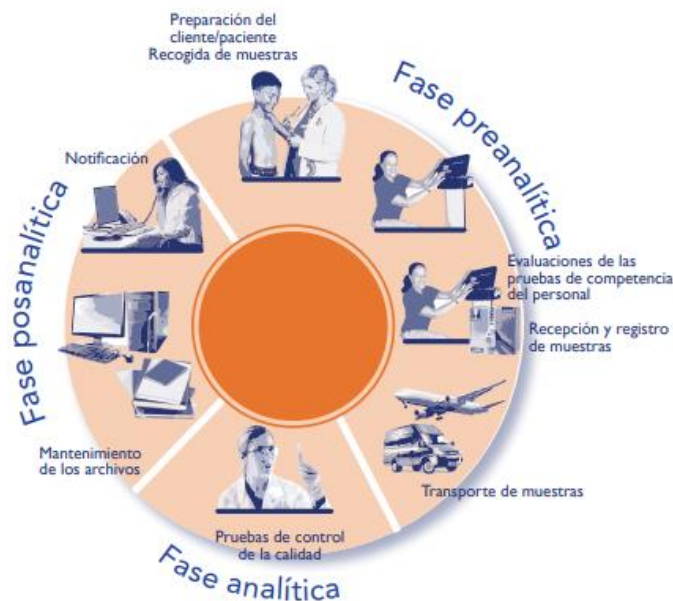 Preparación del
cliente/paciente
Recogida de muestras
Fase preanalítica
Evaluaciones de las
pruebas de competencia
del personal
Recepción y registro
de muestras
Transporte de muestras
Pruebas de control
de la calidad
Fase analítica
Mantenimiento
de los archivos
Fase posanalítica
Notificación